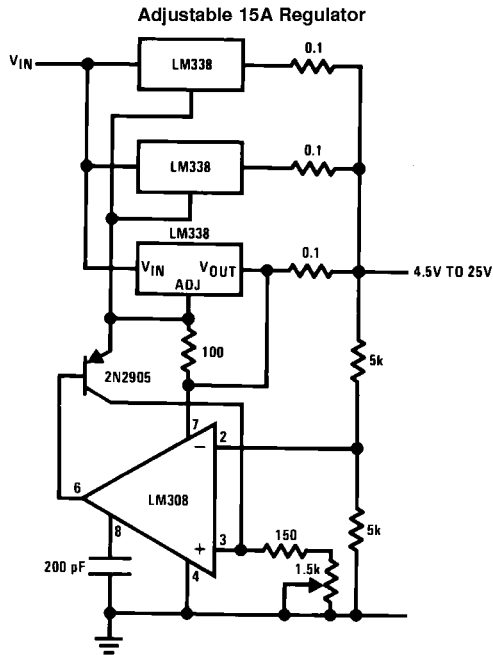 Adjustable 15A Regulator
VIN
LM338
0.1
LM338
0.1
LM338
VIN
VOUT
ADJ
0.1
4.5V TO 25V
100
5k
2N2905
7
2
6
LM308
8
3
150
5k
200 pF
4
1.5k